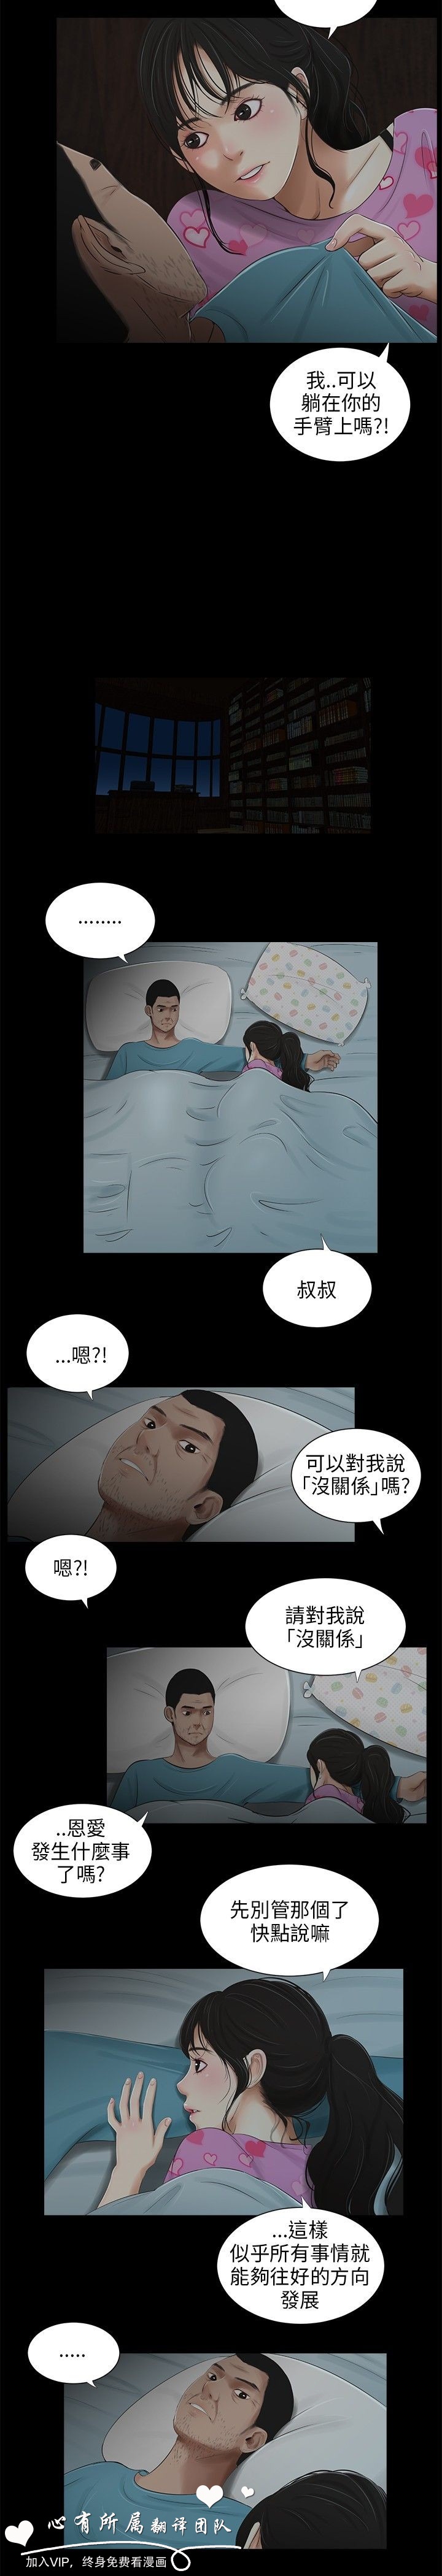 我..可以
躺在你的
手臂上嗎?!
........
叔叔
...嗯?!
可以對我說
「沒關係」嗎?
嗯?!
請對我說
「沒關係」
..恩愛
發生什麼事
了嗎?
先別管那個了
快點說嘛
...這樣
似乎所有事情就
能夠往好的方向
發展
.....
心有所属翻译团队
加入VIP，终身免费看漫画